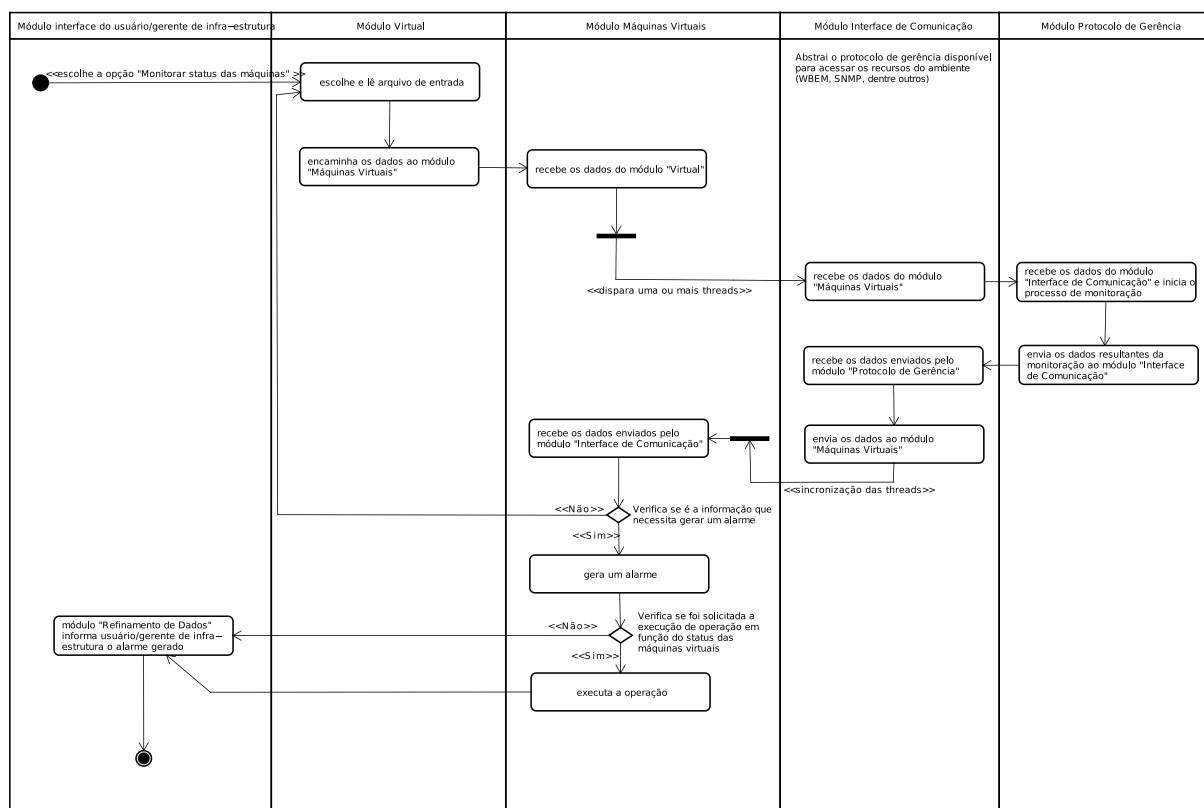 Módulo interface do usuário/gerente de infra-estrutura
Módulo Virtual
Módulo Máquinas Virtuais
Módulo Interface de Comunicação
Módulo Protocolo de Gerência
Abstrai o protocolo de gerência disponível
para acessar os recursos do ambiente
(WBEM, SNMP, dentre outros)
<<escolhe a opção "Monitorar status das máquinas" >>
escolhe e lê arquivo de entrada
encaminha os dados ao módulo
"Máquinas Virtuais"
recebe os dados do módulo "Virtual"
<<dispara uma ou mais threads>>
recebe os dados do módulo
"Máquinas Virtuais"
recebe os dados do módulo
"Interface de Comunicação" e inicia o
processo de monitoração
envia os dados resultantes da
monitoração ao módulo "Interface
de Comunicação"
recebe os dados enviados pelo
módulo "Protocolo de Gerência"
envia os dados ao módulo
"Máquinas Virtuais"
<<sincronização das threads>>
recebe os dados enviados pelo
módulo "Interface de Comunicação"
<<Não>>
Verifica se é a informação que
necessita gerar um alarme
<<Sim>>
gera um alarme
<<Não>>
Verifica se foi solicitada a
execução de operação em
função do status das
máquinas virtuais
<<Sim>>
executa a operação
módulo "Refinamento de Dados"
informa usuário/gerente de infra-
estrutura o alarme gerado